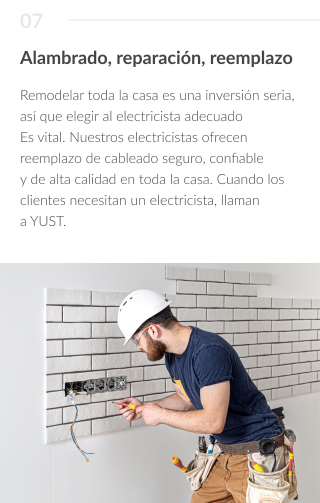 07
Alambrado, reparación, reemplazo
Remodelar toda la casa es una inversión seria,
así que elegir al electricista adecuado
Es vital. Nuestros electricistas ofrecen
reemplazo de cableado seguro, confiable
y de alta calidad en toda la casa. Cuando los
clientes necesitan un electricista, llaman
a YUST.